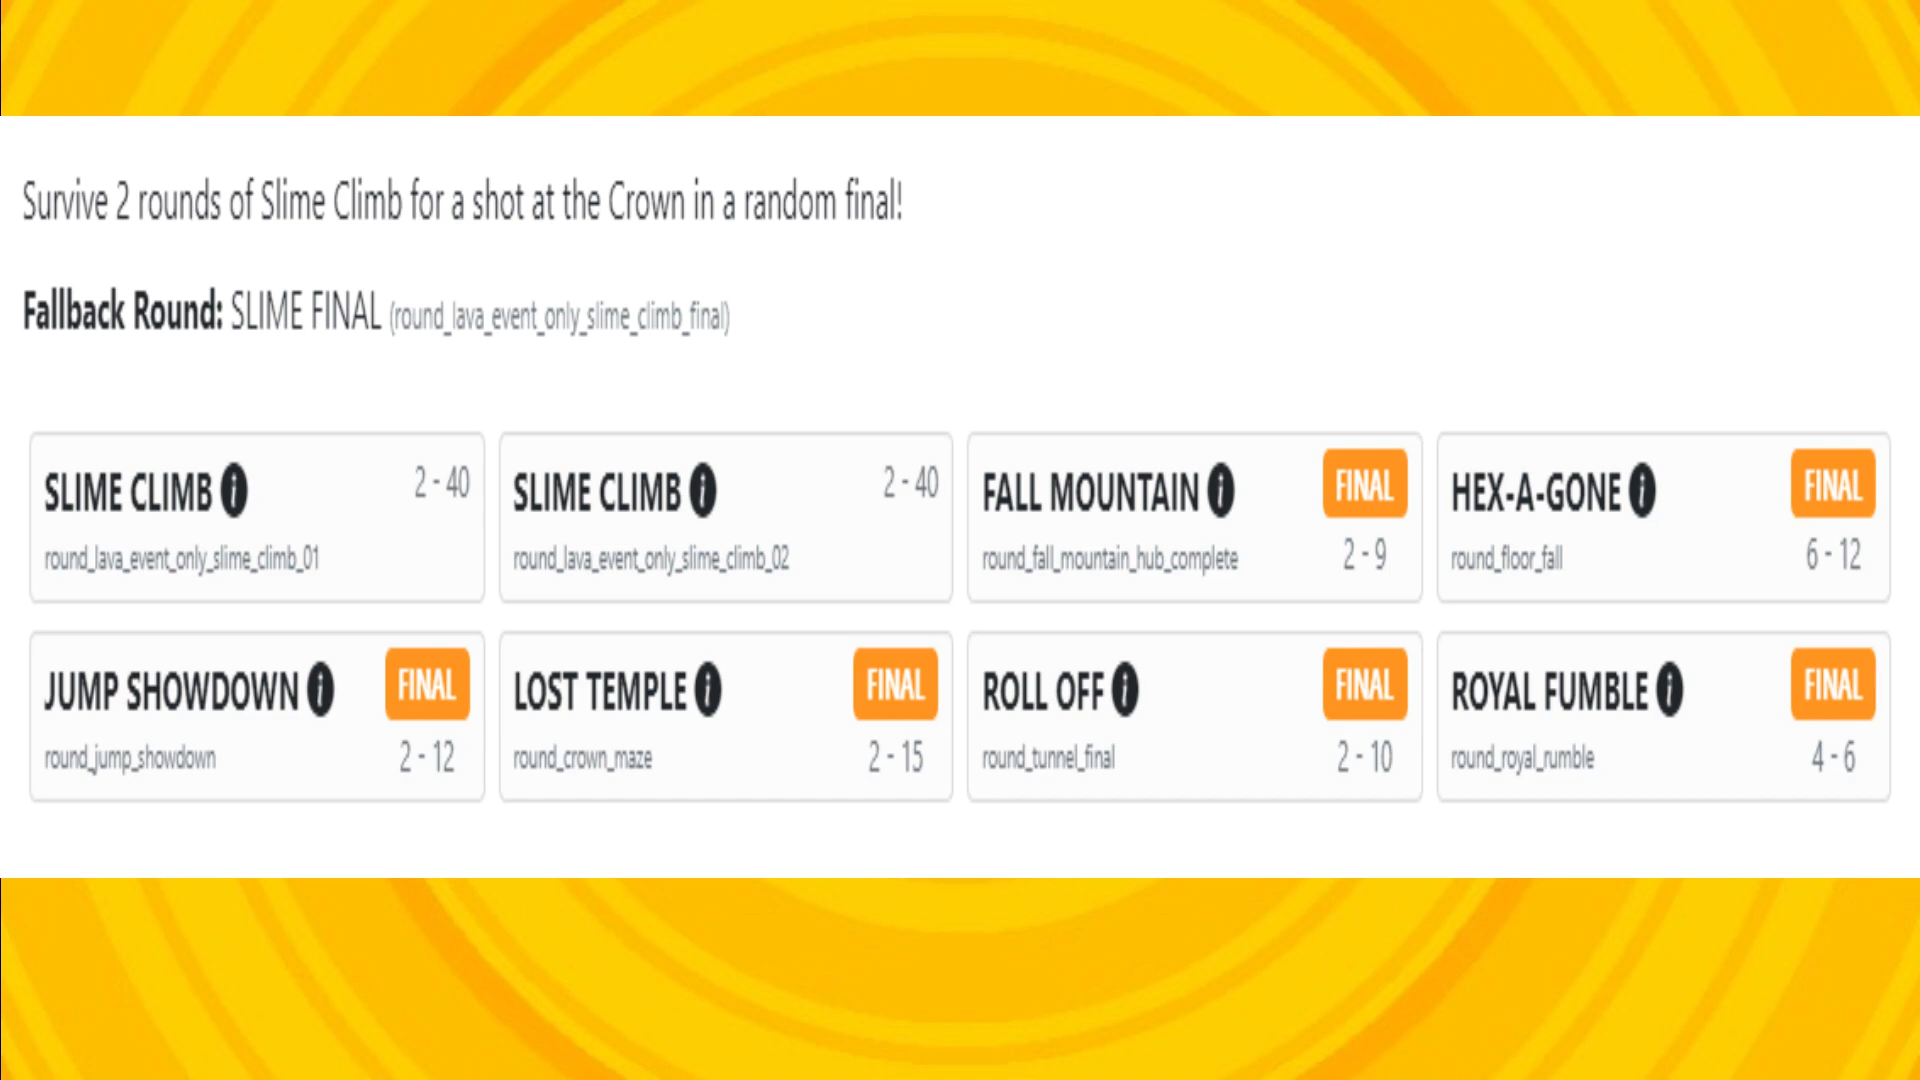 Survive 2 rounds of Slime Climb for a shot at the Crown in a random final!
Fallback Round: SLIME FINAL (round_lava_event_only_slime_climb_final)
SLIME CLIMB i 2 - 40
round_lava_event_only_slime_climb_01
SLIME CLIMB i 2 - 40
round_lava_event_only_slime_climb_02
FALL MOUNTAIN i FINAL
round_fall_mountain_hub_complete 2 - 9
HEX-A-GONE i FINAL
round_floor_fall 6 - 12
JUMP SHOWDOWN i FINAL
round_jump_showdown 2 - 12
LOST TEMPLE i FINAL
round_crown_maze 2 - 15
ROLL OFF i FINAL
round_tunnel_final 2 - 10
ROYAL FUMBLE i FINAL
round_royal_rumble 4 - 6